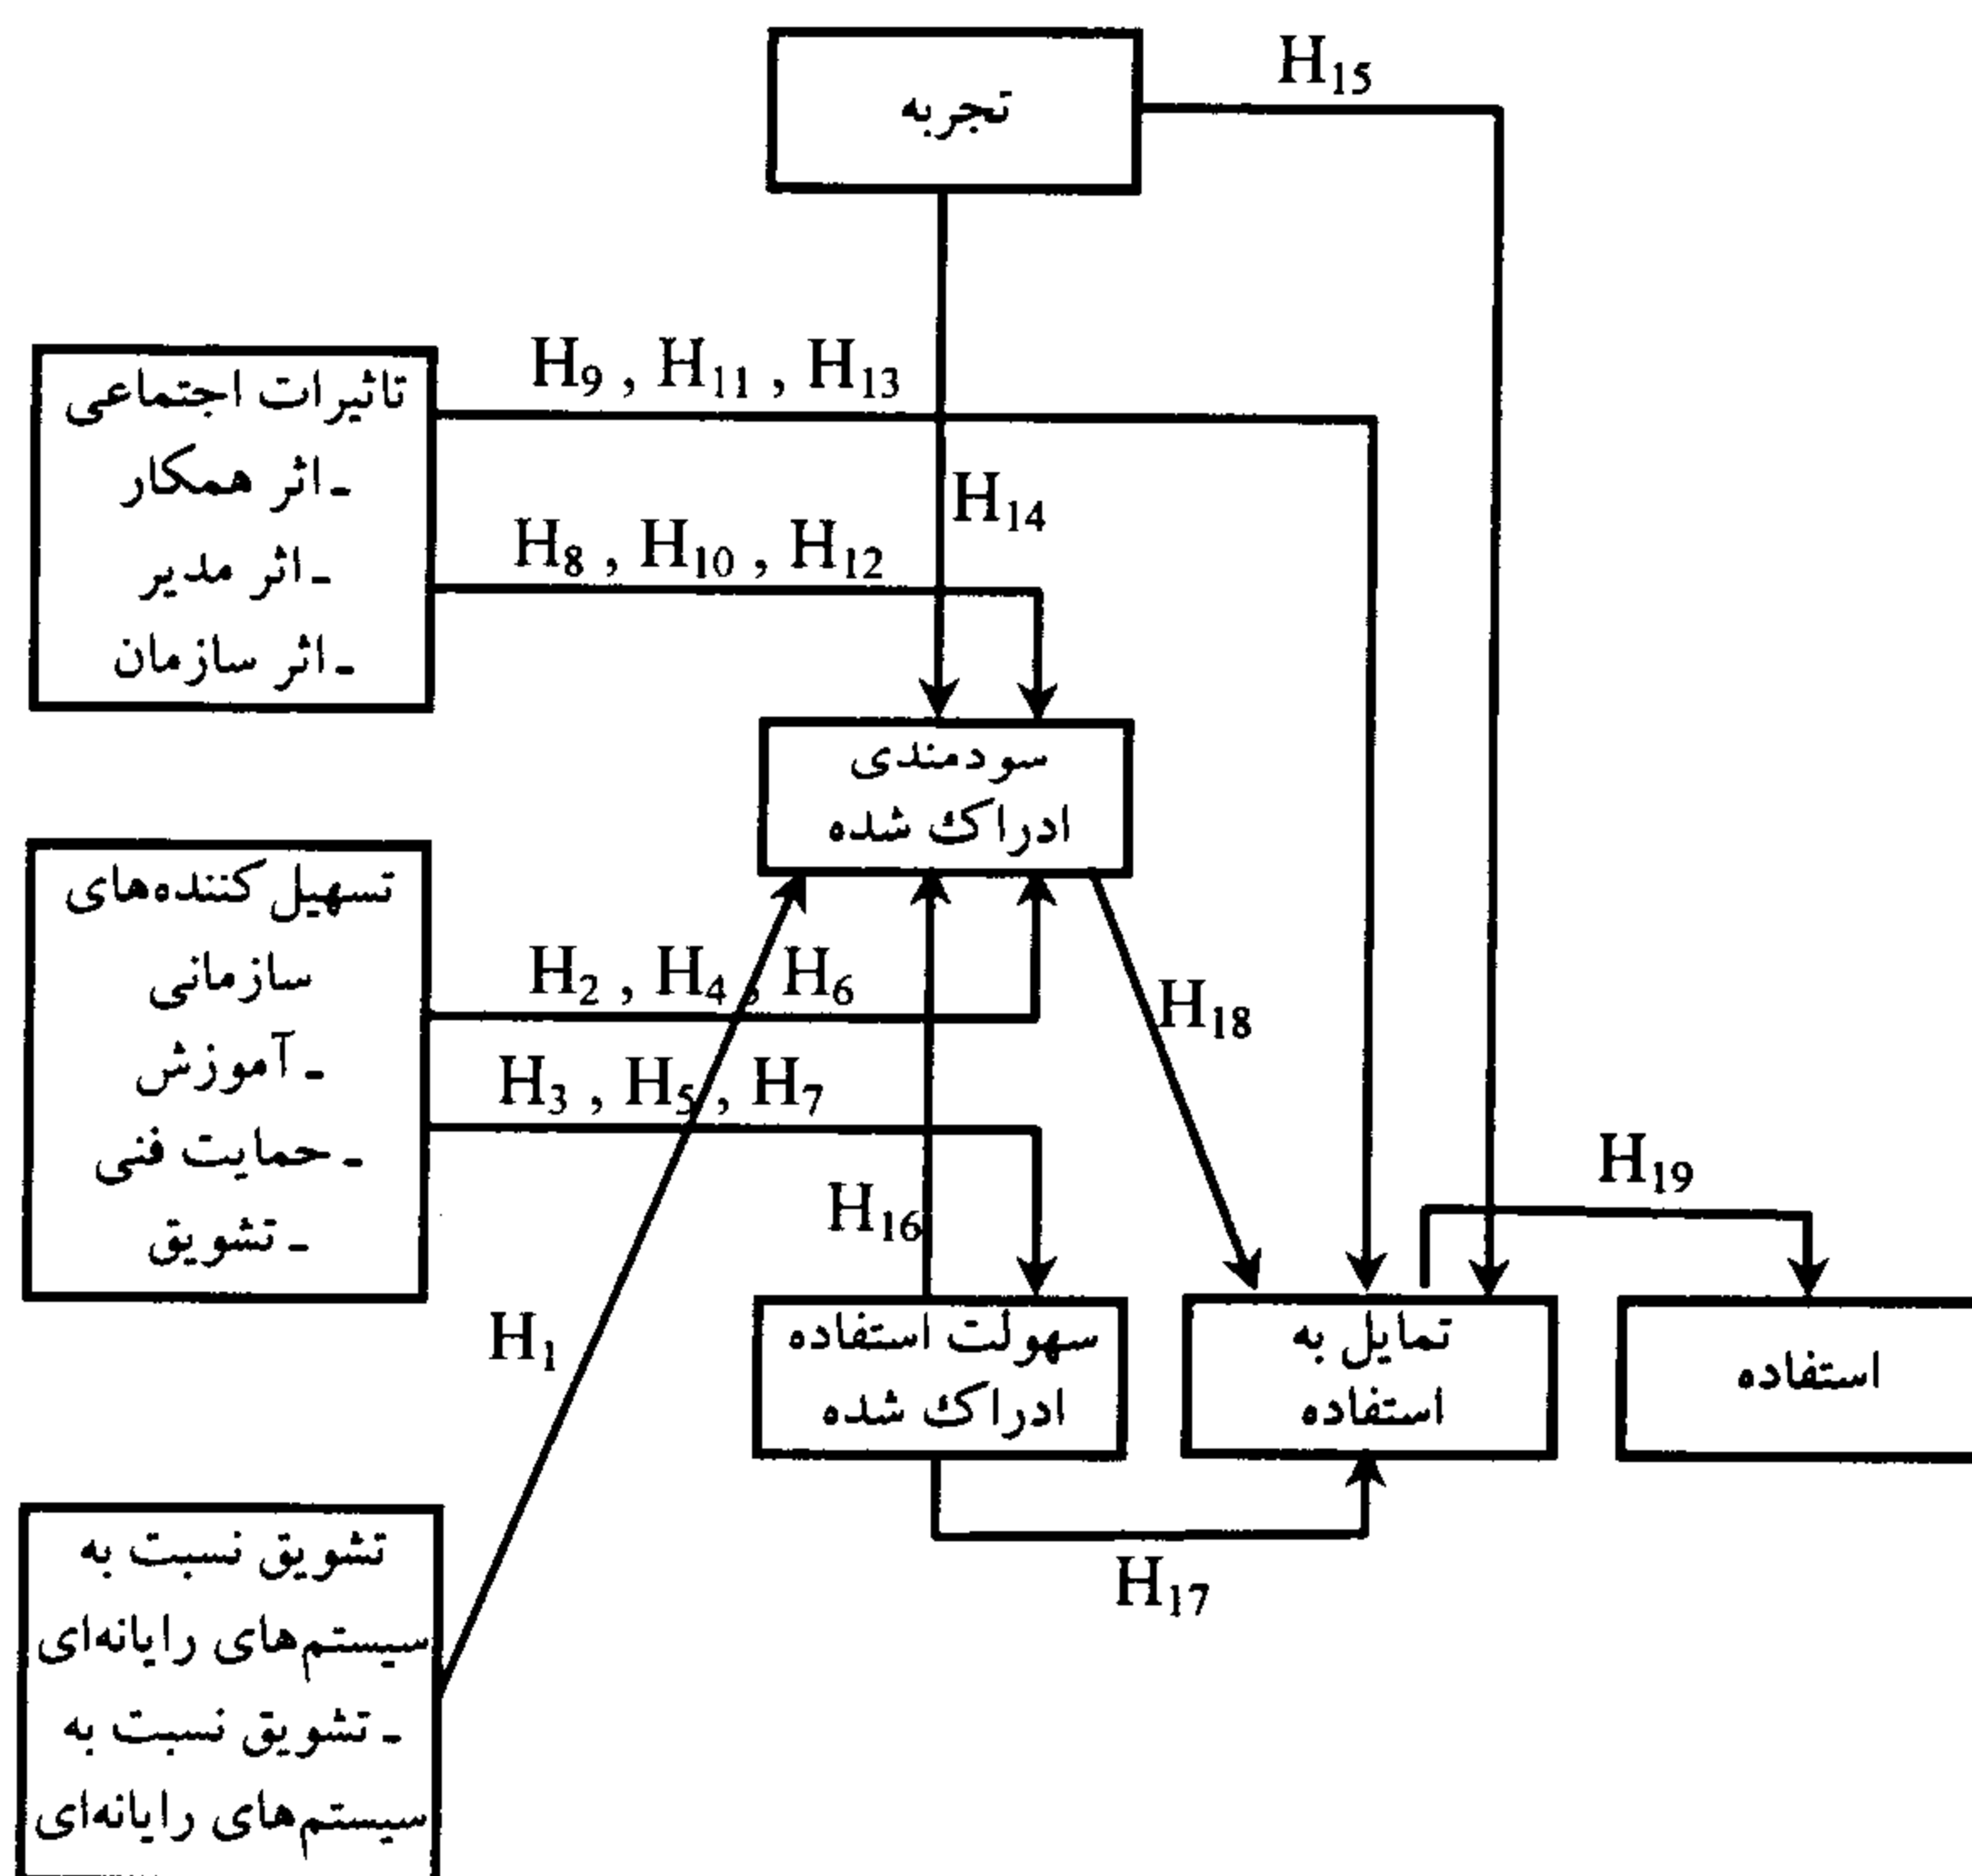 تجربه
H15
تاثیرات اجتماعی
ـ اثر همکار
ـ اثر مدیر
ـ اثر سازمان
H9 , H11 , H13
H14
H8 , H10 , H12
سودمندی
ادراک شده
تسهیل کننده‌های
سازمانی
ـ آموزش
ـ حمایت فنی
ـ تشویق
H2 , H4 , H6
H18
H3 , H5 , H7
H16
H19
H1
سهولت استفاده
ادراک شده
تمایل به
استفاده
استفاده
H17
تشویق نسبت به
سیستم‌های رایانه‌ای
ـ تشویق نسبت به
سیستم‌های رایانه‌ای